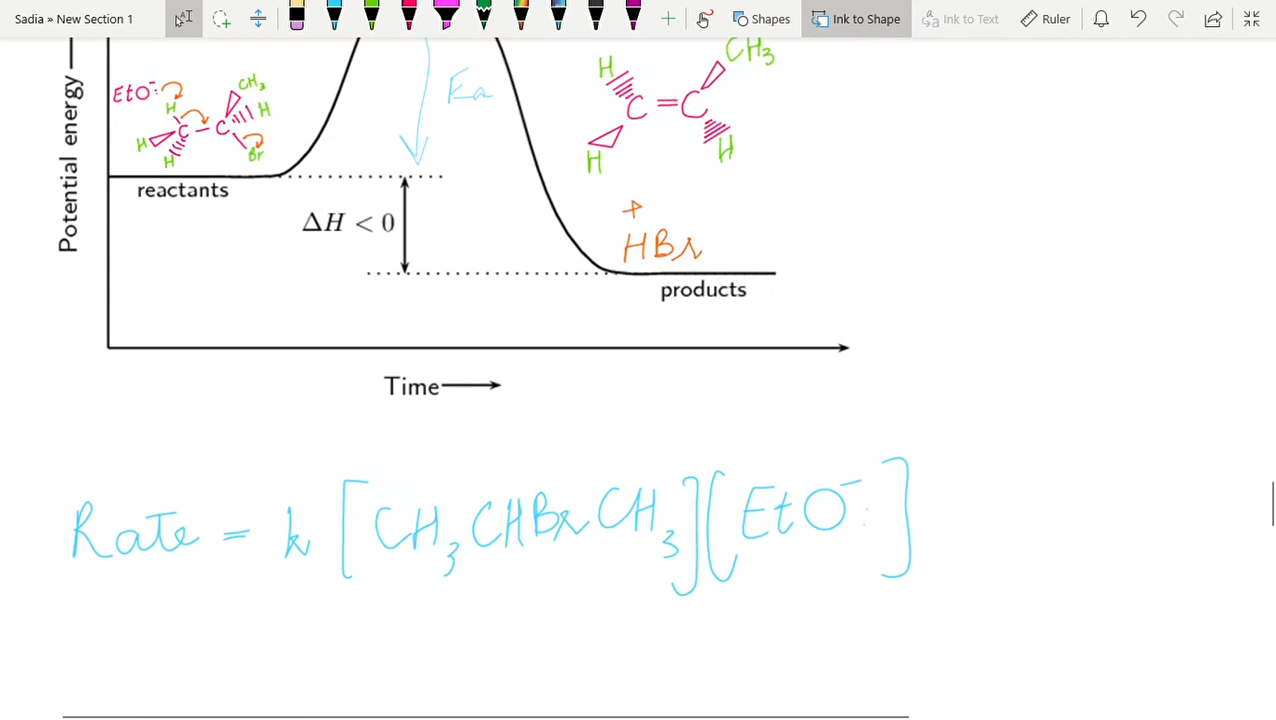 Sadia » New Section 1
Shapes
Ink to Shape
Ink to Text
Ruler
Potential energy
EtO:⁻
H
CH₃
H
C – C
H
H
Br
reactants
Ea
ΔH < 0
H
CH₃
C = C
H
H
+
HBr
products
Time
Rate = k [CH₃CHBrCH₃][EtO:⁻]